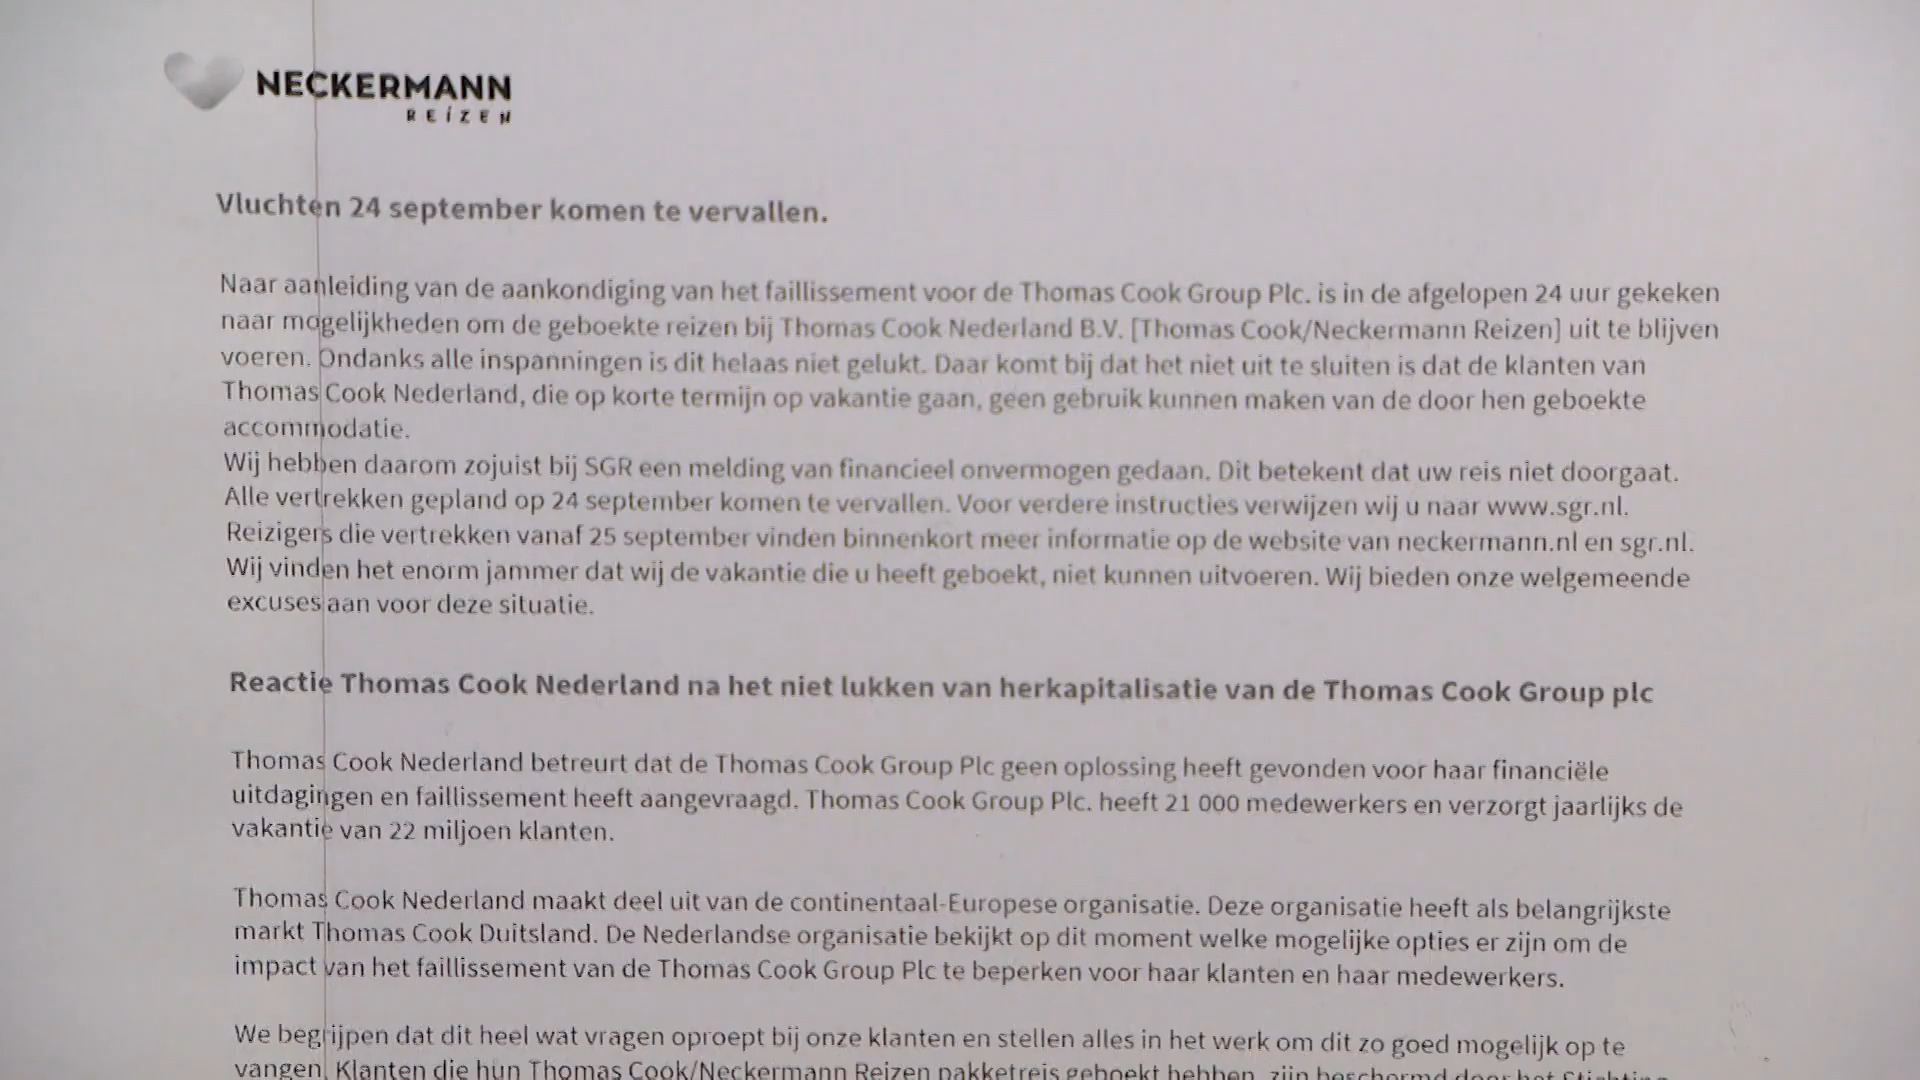 NECKERMANN
REÍZEN
Vluchten 24 september komen te vervallen.
Naar aanleiding van de aankondiging van het faillissement voor de Thomas Cook Group Plc. is in de afgelopen 24 uur gekeken
naar mogelijkheden om de geboekte reizen bij Thomas Cook Nederland B.V. [Thomas Cook/Neckermann Reizen] uit te blijven
voeren. Ondanks alle inspanningen is dit helaas niet gelukt. Daar komt bij dat het niet uit te sluiten is dat de klanten van
Thomas Cook Nederland, die op korte termijn op vakantie gaan, geen gebruik kunnen maken van de door hen geboekte
accommodatie.
Wij hebben daarom zojuist bij SGR een melding van financieel onvermogen gedaan. Dit betekent dat uw reis niet doorgaat.
Alle vertrekken gepland op 24 september komen te vervallen. Voor verdere instructies verwijzen wij u naar www.sgr.nl.
Reizigers die vertrekken vanaf 25 september vinden binnenkort meer informatie op de website van neckermann.nl en sgr.nl.
Wij vinden het enorm jammer dat wij de vakantie die u heeft geboekt, niet kunnen uitvoeren. Wij bieden onze welgemeende
excuses aan voor deze situatie.
Reactie Thomas Cook Nederland na het niet lukken van herkapitalisatie van de Thomas Cook Group plc
Thomas Cook Nederland betreurt dat de Thomas Cook Group Plc geen oplossing heeft gevonden voor haar financiële
uitdagingen en faillissement heeft aangevraagd. Thomas Cook Group Plc. heeft 21 000 medewerkers en verzorgt jaarlijks de
vakantie van 22 miljoen klanten.
Thomas Cook Nederland maakt deel uit van de continentaal-Europese organisatie. Deze organisatie heeft als belangrijkste
markt Thomas Cook Duitsland. De Nederlandse organisatie bekijkt op dit moment welke mogelijke opties er zijn om de
impact van het faillissement van de Thomas Cook Group Plc te beperken voor haar klanten en haar medewerkers.
We begrijpen dat dit heel wat vragen oproept bij onze klanten en stellen alles in het werk om dit zo goed mogelijk op te
vangen. Klanten die hun Thomas Cook/Neckermann Reizen pakketreis geboekt hebben, zijn beschermd door het Stichting